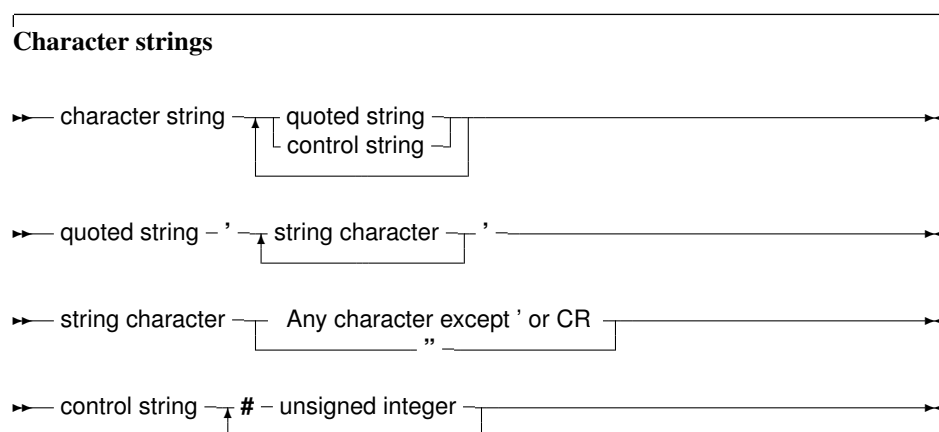 Character strings
character string quoted string
control string
quoted string ' string character '
string character Any character except ' or CR
''
control string # unsigned integer